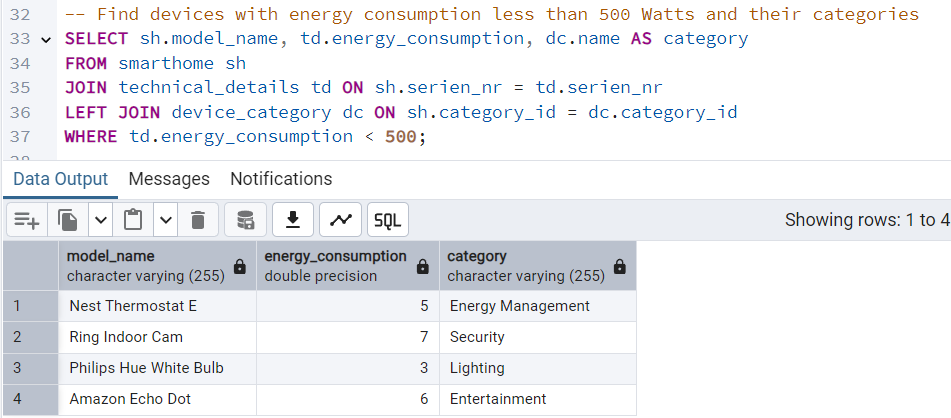 32 -- Find devices with energy consumption less than 500 Watts and their categories
33 SELECT sh.model_name, td.energy_consumption, dc.name AS category
34 FROM smarthome sh
35 JOIN technical_details td ON sh.serien_nr = td.serien_nr
36 LEFT JOIN device_category dc ON sh.category_id = dc.category_id
37 WHERE td.energy_consumption < 500;
Data Output Messages Notifications
SQL Showing rows: 1 to 4
model_name energy_consumption category
character varying (255) double precision character varying (255)
1 Nest Thermostat E 5 Energy Management
2 Ring Indoor Cam 7 Security
3 Philips Hue White Bulb 3 Lighting
4 Amazon Echo Dot 6 Entertainment